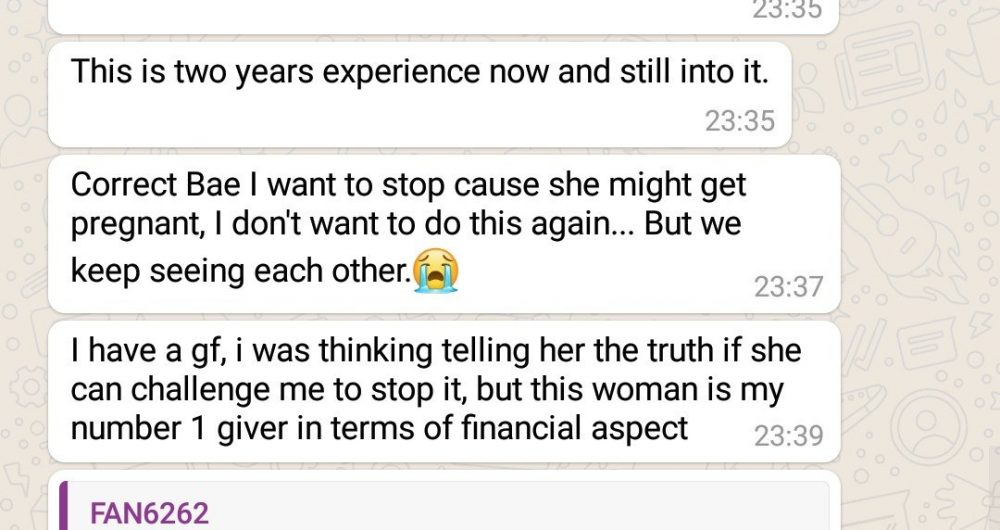 23:35
This is two years experience now and still into it.
23:35
Correct Bae I want to stop cause she might get
pregnant, I don't want to do this again... But we
keep seeing each other.😭
23:37
I have a gf, i was thinking telling her the truth if she
can challenge me to stop it, but this woman is my
number 1 giver in terms of financial aspect
23:39
FAN6262